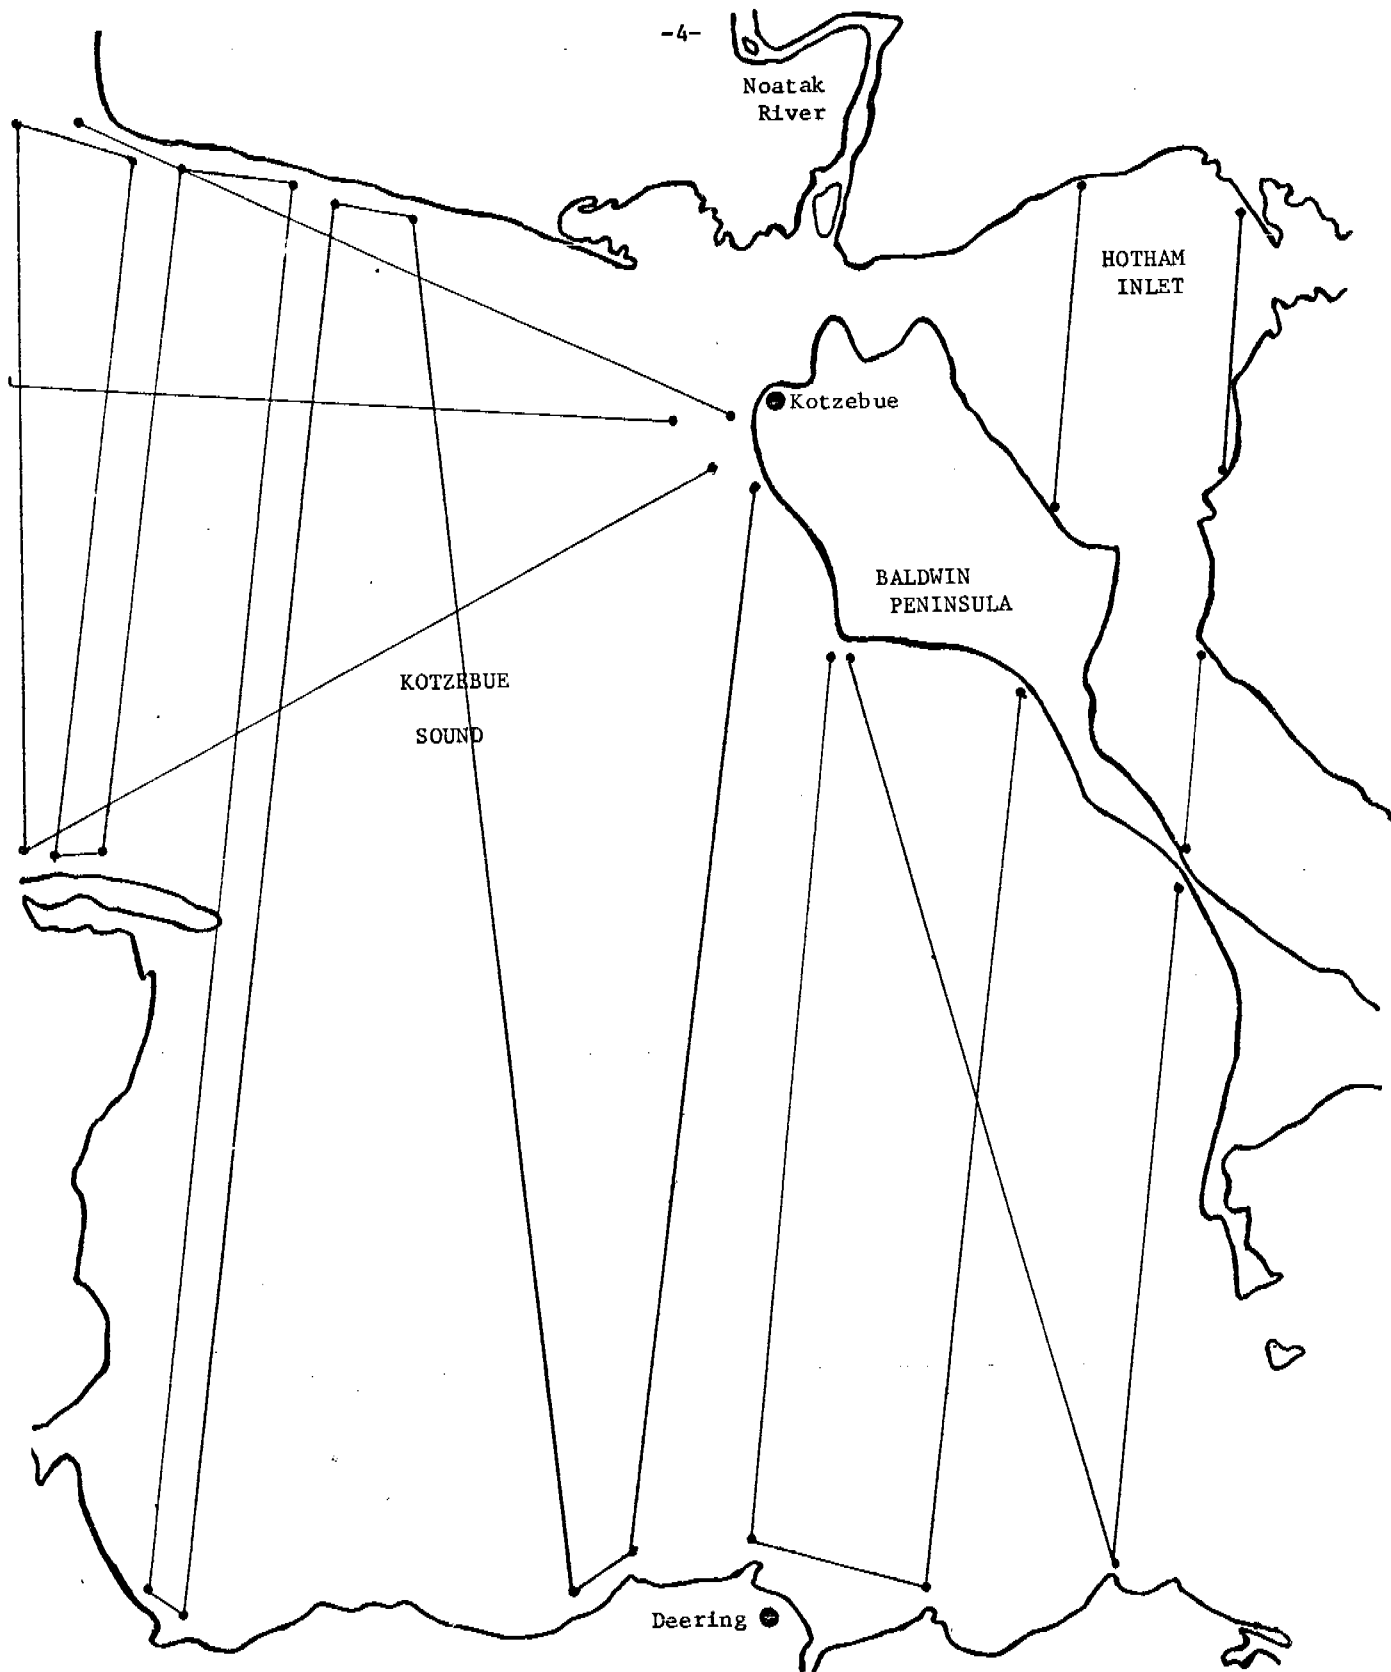 -4-
Noatak
River
HOTHAM
INLET
Kotzebue
BALDWIN
PENINSULA
KOTZEBUE
SOUND
Deering